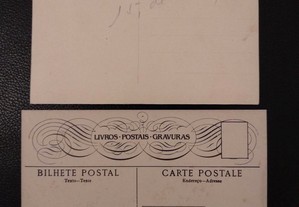 LIVROS·POSTAIS·GRAVURAS
BILHETE POSTAL CARTE POSTALE
Texto—Texte Endereço—Adresse